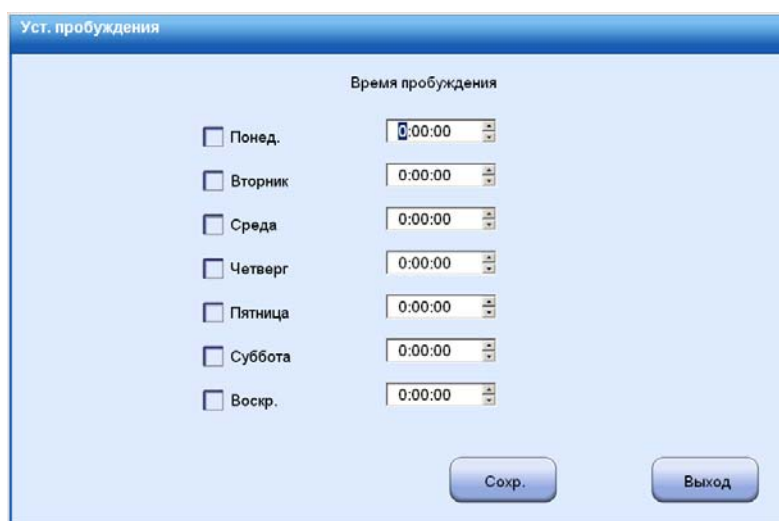 Уст. пробуждения
Время пробуждения
Понед. 0:00:00
Вторник 0:00:00
Среда 0:00:00
Четверг 0:00:00
Пятница 0:00:00
Суббота 0:00:00
Воскр. 0:00:00
Сохр. Выход